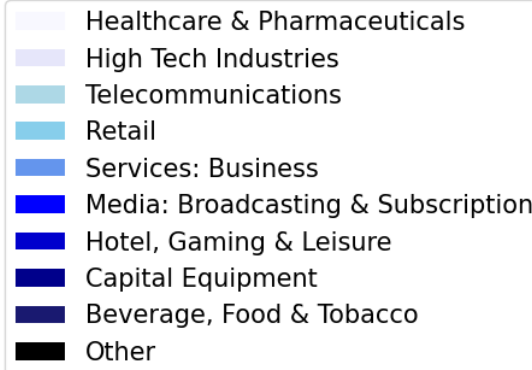 Healthcare & Pharmaceuticals
High Tech Industries
Telecommunications
Retail
Services: Business
Media: Broadcasting & Subscription
Hotel, Gaming & Leisure
Capital Equipment
Beverage, Food & Tobacco
Other